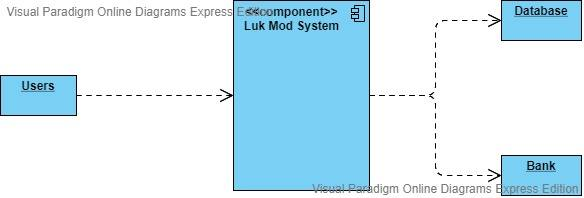 Visual Paradigm Online Diagrams Express Edition
<<component>>
Luk Mod System
Database
Users
Bank
Visual Paradigm Online Diagrams Express Edition